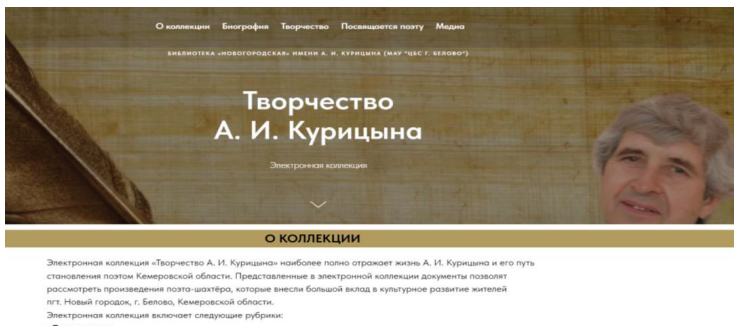 О коллекции Биография Творчество Посвящается поэту Медиа
БИБЛИОТЕКА «НОВОГОРОДСКАЯ» ИМЕНИ А. И. КУРИЦЫНА (МАУ "ЦБС Г. БЕЛОВО")
Творчество
А. И. Курицына
Электронная коллекция
О КОЛЛЕКЦИИ
Электронная коллекция «Творчество А. И. Курицына» наиболее полно отражает жизнь А. И. Курицына и его путь
становления поэтом Кемеровской области. Представленные в электронной коллекции документы позволят
рассмотреть произведения поэта-шахтёра, которые внесли большой вклад в культурное развитие жителей
пгт. Новый городок, г. Белово, Кемеровской области.
Электронная коллекция включает следующие рубрики: